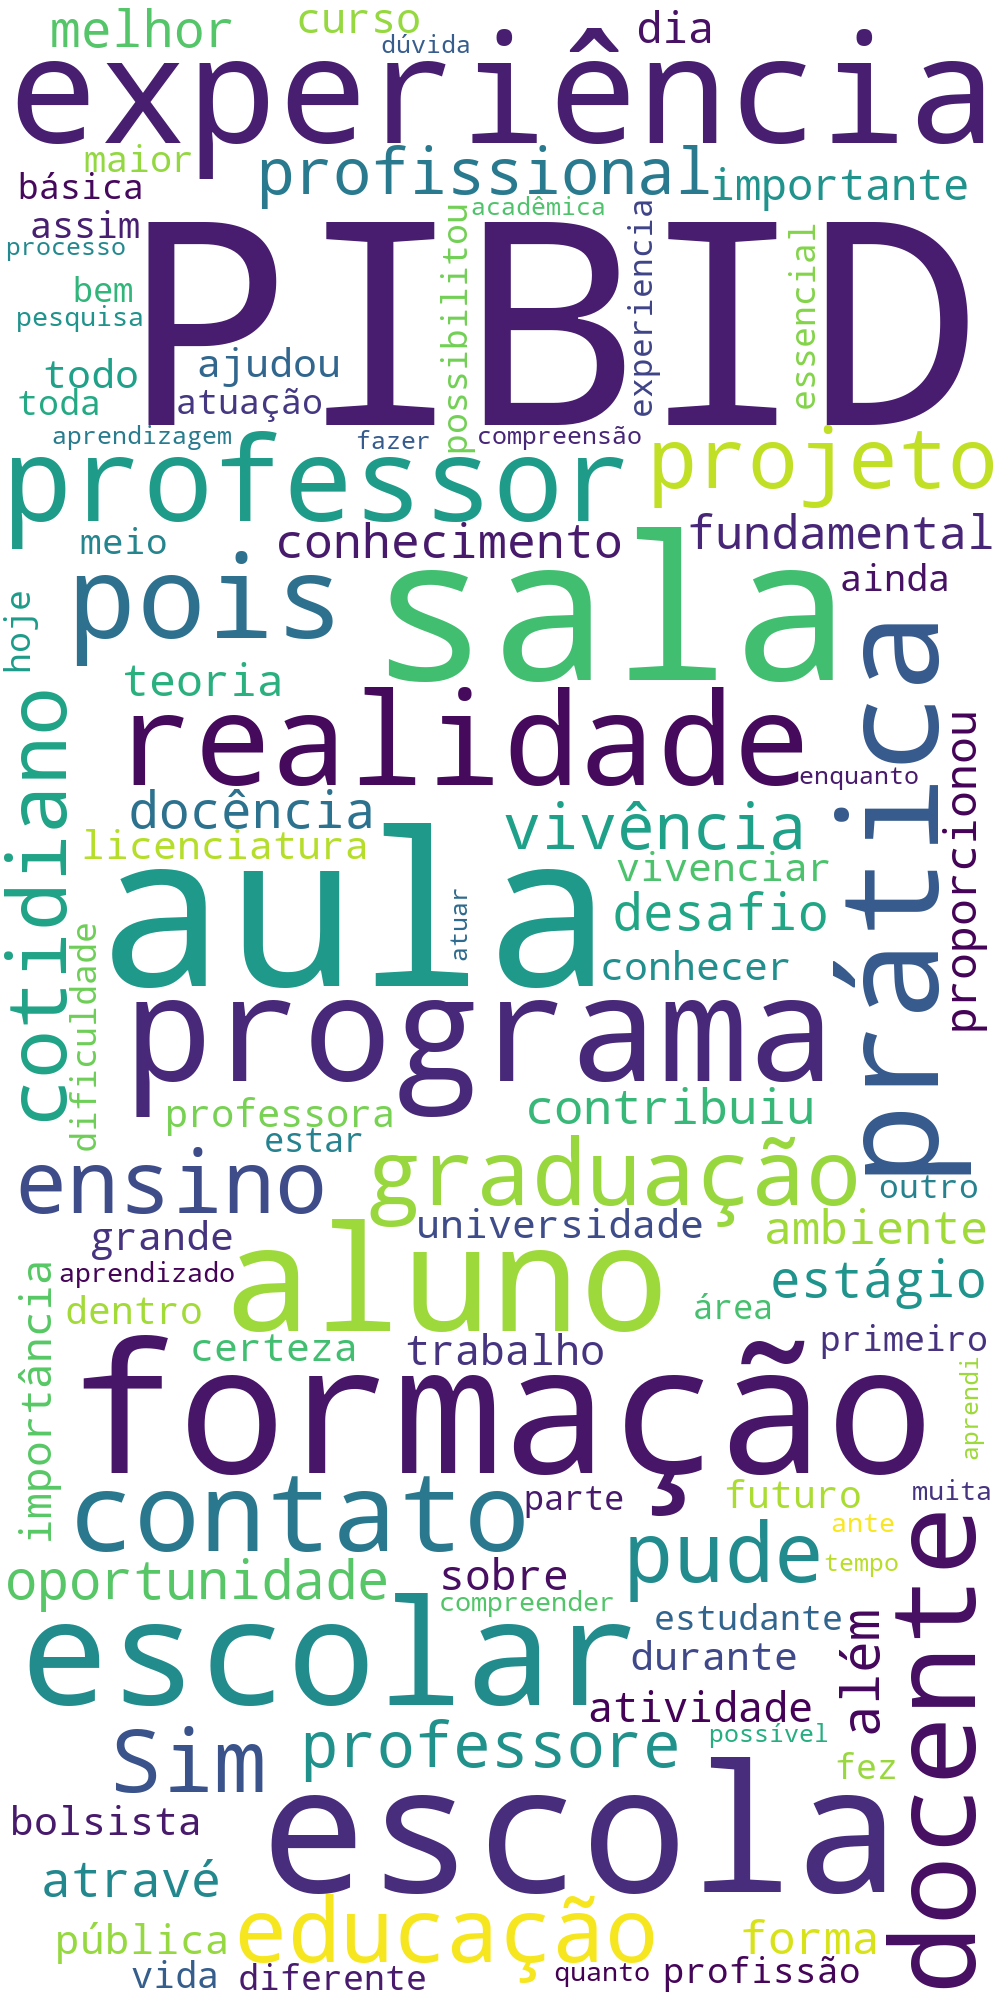 melhor
curso
dúvida
dia
experiência
maior
profissional
básica
importante
assim
acadêmica
processo
PIBID
possibilitou
experiencia
essencial
bem
pesquisa
ajudou
todo
toda
atuação
aprendizagem
fazer
compreensão
professor
projeto
meio
conhecimento
fundamental
pois
sala
ainda
hoje
teoria
prática
realidade
cotidiano
proporcionou
enquanto
docência
vivência
licenciatura
aula
vivenciar
atuar
desafio
dificuldade
conhecer
programa
professora
contribuiu
estar
ensino
graduação
outro
grande
universidade
ambiente
aprendizado
aluno
estágio
importância
dentro
área
certeza
trabalho
primeiro
formação
aprendi
contato
parte
futuro
muita
ante
pude
tempo
docente
oportunidade
sobre
compreender
escolar
estudante
além
durante
atividade
Sim
professore
possível
fez
escola
bolsista
atravé
educação
pública
forma
vida
diferente
quanto
profissão